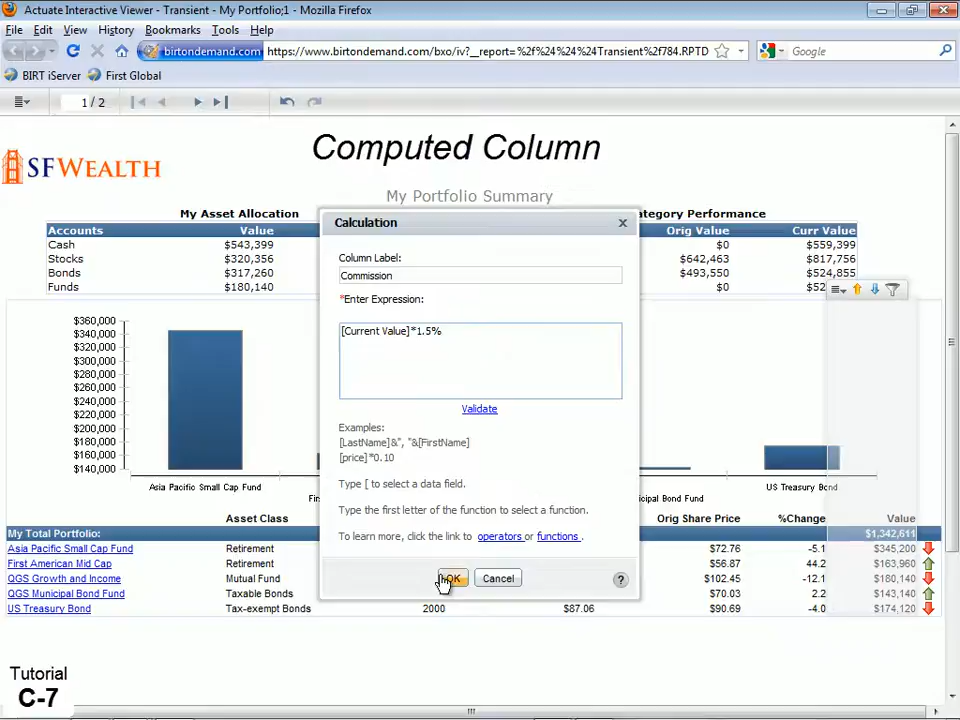 Actuate Interactive Viewer - Transient - My Portfolio;1 - Mozilla Firefox
File Edit View History Bookmarks Tools Help
birtondemand.com https://www.birtondemand.com/bxo/iv?__report=%2f%24%24%24Transient%2f784.RPTD Google
BIRT iServer First Global
1 / 2
Computed Column
SFWEALTH
My Portfolio Summary
My Asset Allocation ategory Performance
Accounts Value Orig Value Curr Value
Cash $543,399 $0 $559,399
Stocks $320,356 $642,463 $817,756
Bonds $317,260 $493,550 $524,855
Funds $180,140 $0 $52
Calculation
Column Label:
Commission
*Enter Expression:
[Current Value]*1.5%
Validate
Examples:
[LastName]&", "&[FirstName]
[price]*0.10
Type [ to select a data field.
Type the first letter of the function to select a function.
To learn more, click the link to operators or functions .
OK Cancel ?
$360,000
$340,000
$320,000
$300,000
$280,000
$260,000
$240,000
$220,000
$200,000
$180,000
$160,000
$140,000
Asia Pacific Small Cap Fund US Treasury Bond
Firs nicipal Bond Fund
Asset Class Orig Share Price %Change Value
My Total Portfolio: $1,342,611
Asia Pacific Small Cap Fund Retirement $72.76 -5.1 $345,200
First American Mid Cap Retirement $56.87 44.2 $163,960
QGS Growth and Income Mutual Fund $102.45 -12.1 $180,140
QGS Municipal Bond Fund Taxable Bonds $70.03 2.2 $143,140
US Treasury Bond Tax-exempt Bonds 2000 $87.06 $90.69 -4.0 $174,120
Tutorial
C-7